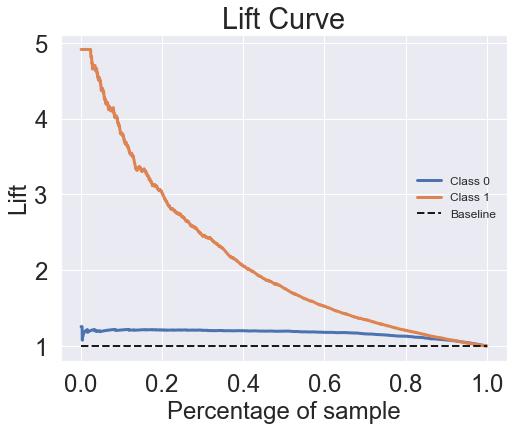 Lift Curve
5
4
3
2
1
Lift
Class 0
Class 1
Baseline
0.0 0.2 0.4 0.6 0.8 1.0
Percentage of sample